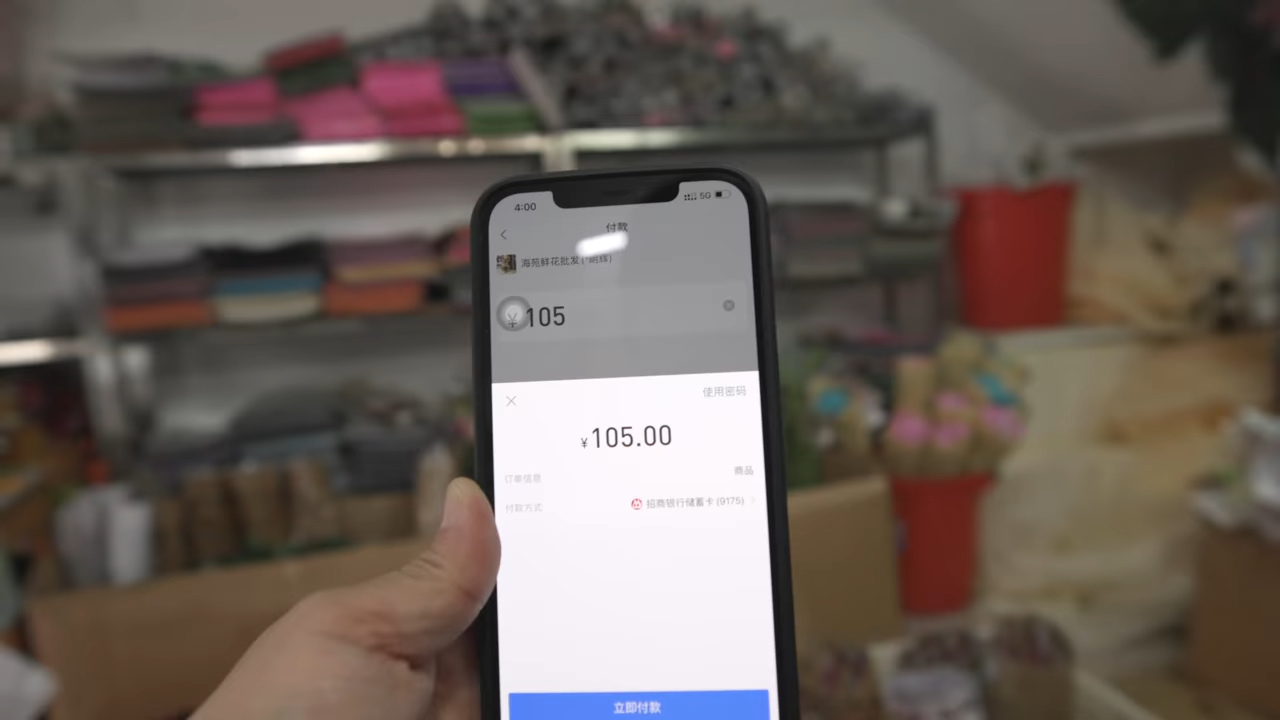 4:00
5G
付款
海苑鲜花批发(*朝辉)
¥105
使用密码
¥105.00
订单信息 商品
付款方式 招商银行储蓄卡(9175)
立即付款